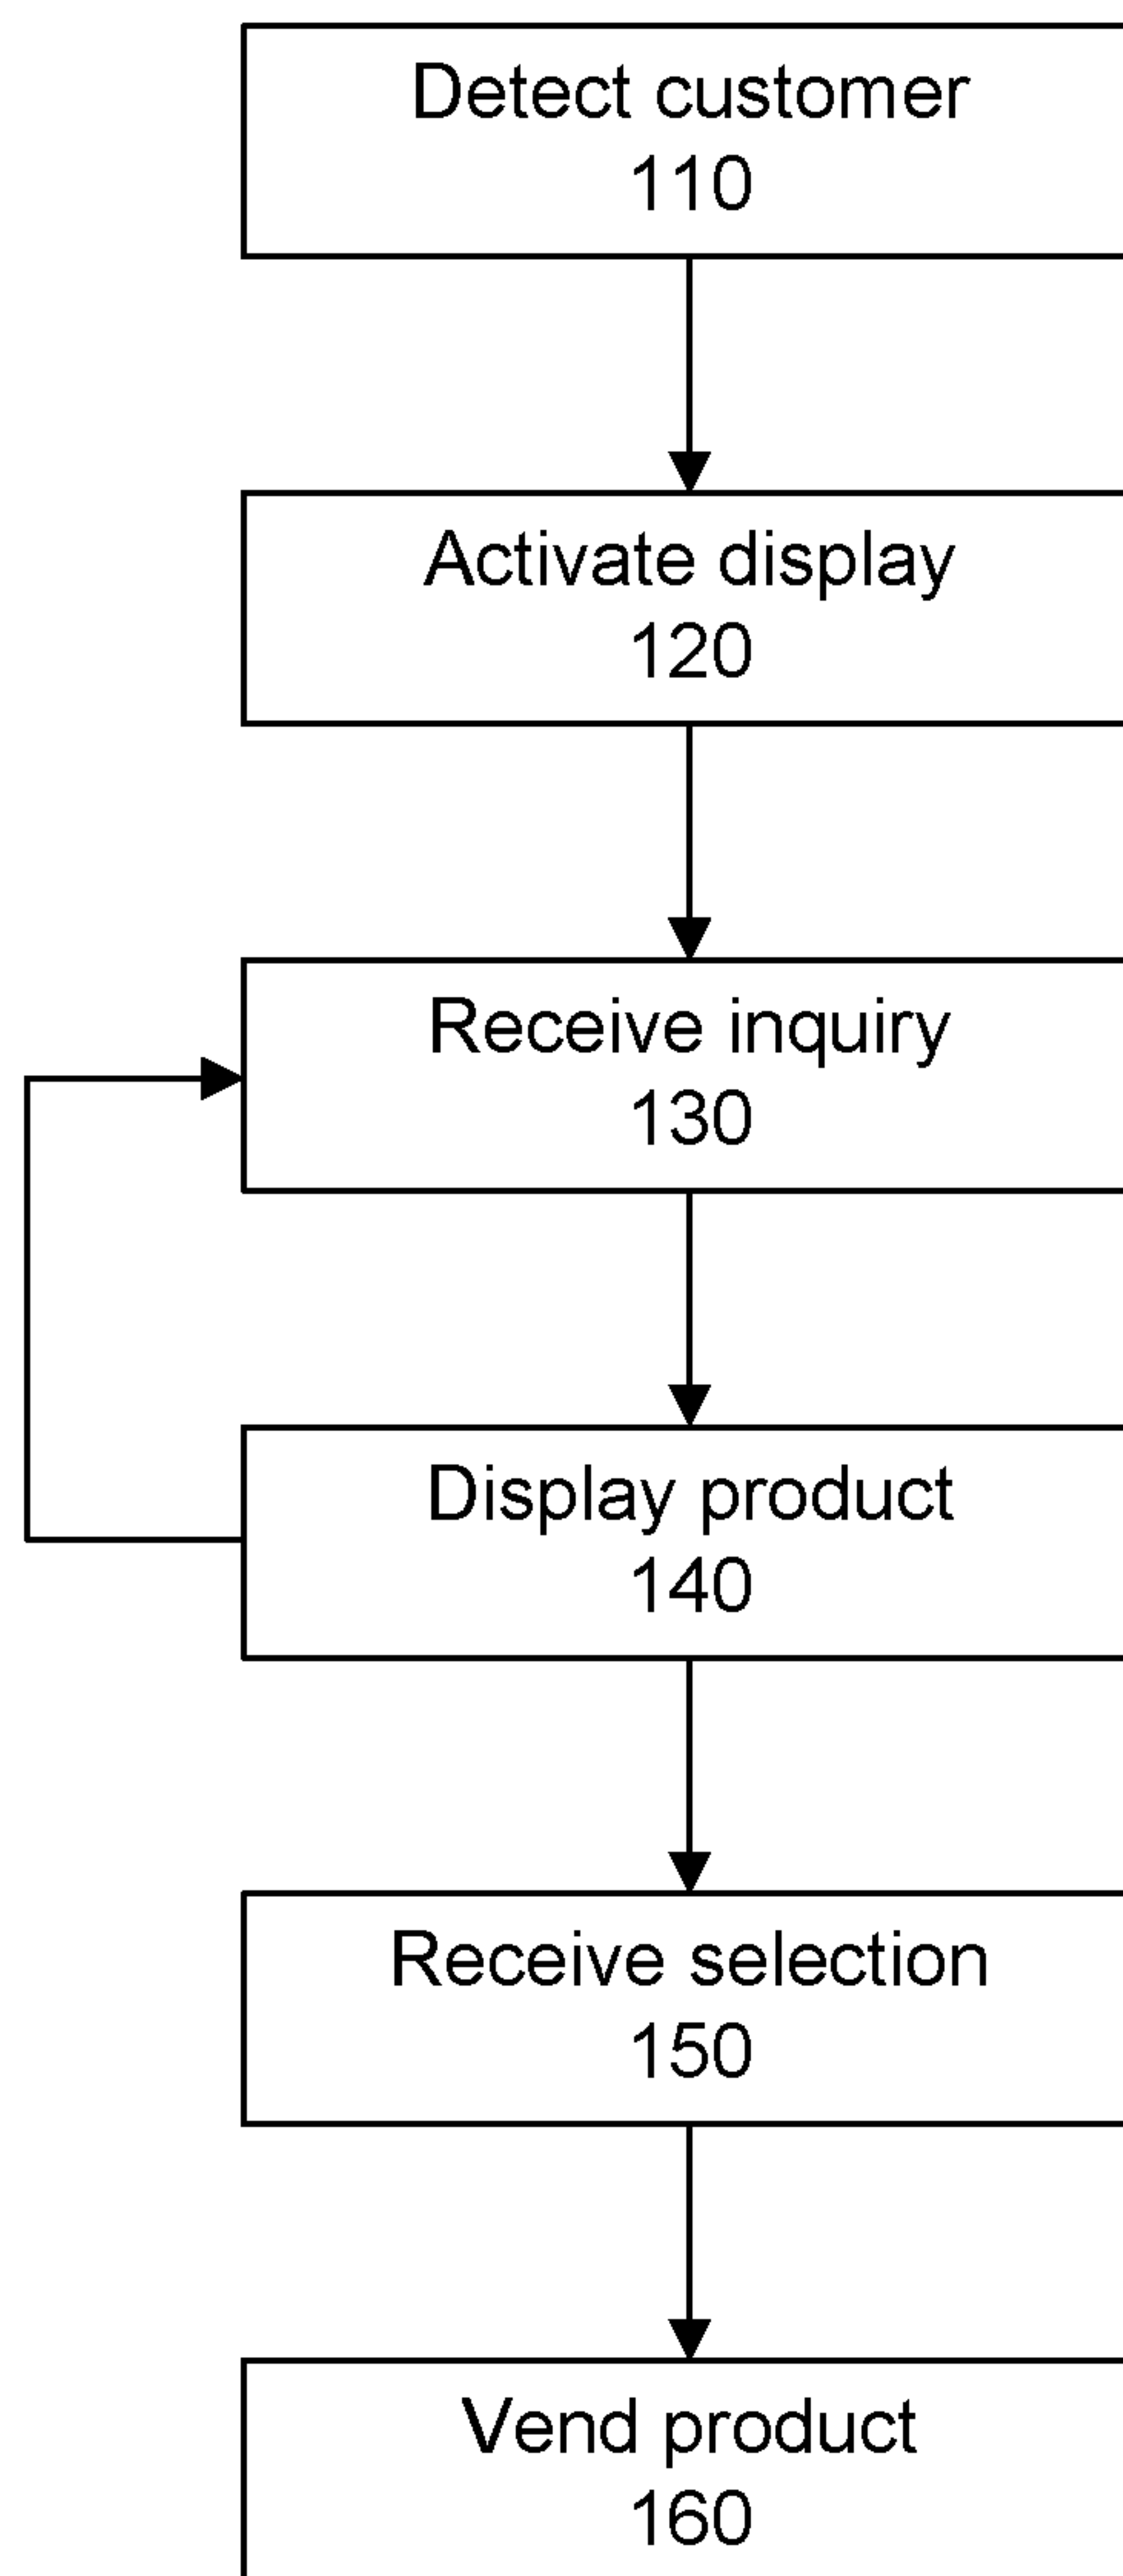 Detect customer
110
Activate display
120
Receive inquiry
130
Display product
140
Receive selection
150
Vend product
160